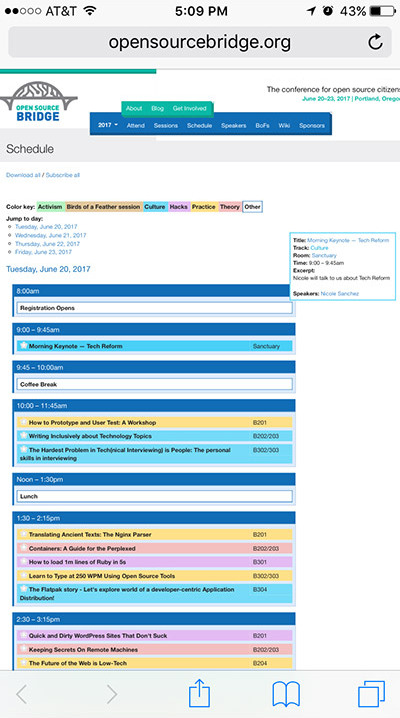 AT&T 5:09 PM 43%
opensourcebridge.org
OPEN SOURCE
BRIDGE
The conference for open source citizens
June 20–23, 2017 | Portland, Oregon
About Blog Get Involved
2017 Attend Sessions Schedule Speakers BoFs Wiki Sponsors
Schedule
Download all / Subscribe all
Color key: Activism Birds of a Feather session Culture Hacks Practice Theory Other
Jump to day:
Tuesday, June 20, 2017
Wednesday, June 21, 2017
Thursday, June 22, 2017
Friday, June 23, 2017
Title: Morning Keynote — Tech Reform
Track: Culture
Room: Sanctuary
Time: 9:00 – 9:45am
Excerpt:
Nicole will talk to us about Tech Reform
Speakers: Nicole Sanchez
Tuesday, June 20, 2017
8:00am
Registration Opens
9:00 – 9:45am
Morning Keynote — Tech Reform Sanctuary
9:45 – 10:00am
Coffee Break
10:00 – 11:45am
How to Prototype and User Test: A Workshop B201
Writing Inclusively about Technology Topics B202/203
The Hardest Problem in Tech(nical Interviewing) is People: The personal B302/303
skills in interviewing
Noon – 1:30pm
Lunch
1:30 – 2:15pm
Translating Ancient Texts: The Nginx Parser B201
Containers: A Guide for the Perplexed B202/203
How to load 1m lines of Ruby in 5s B301
Learn to Type at 250 WPM Using Open Source Tools B302/303
The Flatpak story - Let's explore world of a developer-centric Application B304
Distribution!
2:30 – 3:15pm
Quick and Dirty WordPress Sites That Don't Suck B201
Keeping Secrets On Remote Machines B202/203
The Future of the Web is Low-Tech B204